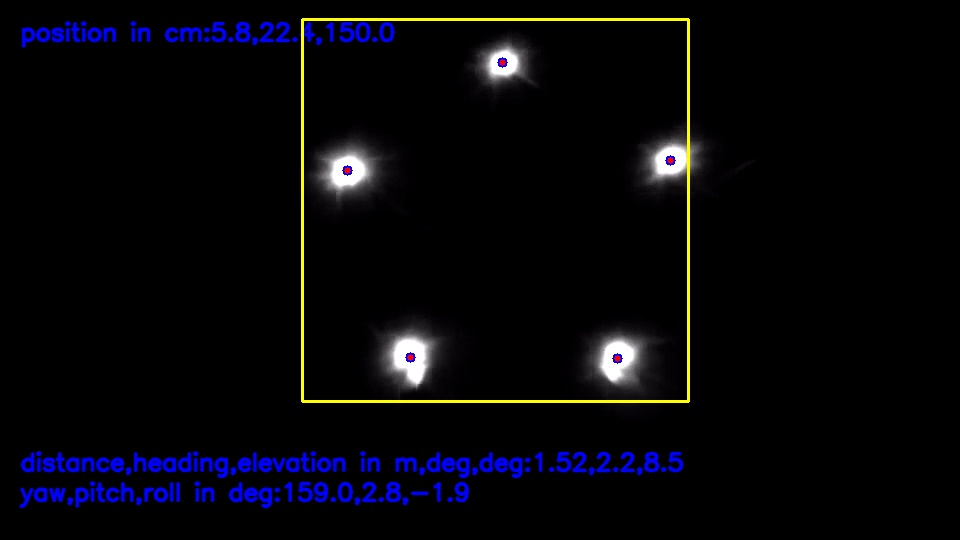 position in cm:5.8,22.4,150.0
distance,heading,elevation in m,deg,deg:1.52,2.2,8.5
yaw,pitch,roll in deg:159.0,2.8,-1.9